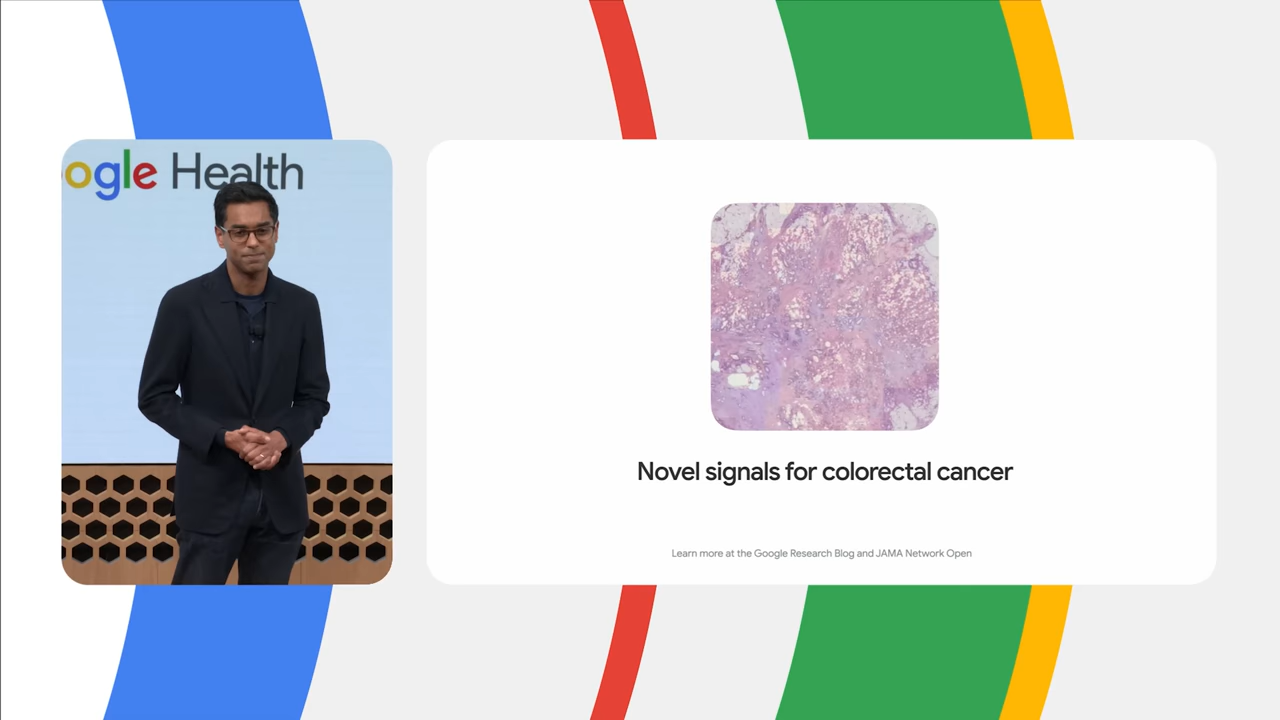 ogle Health
Novel signals for colorectal cancer
Learn more at the Google Research Blog and JAMA Network Open